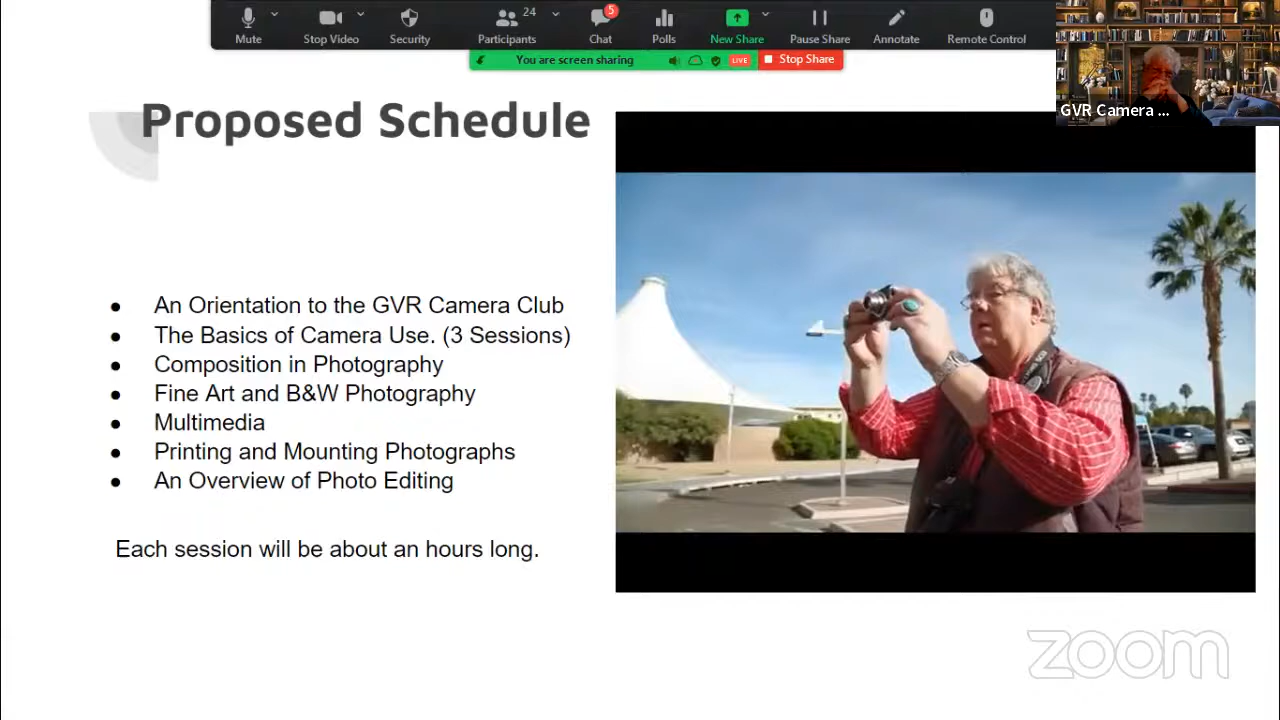 Mute
Stop Video
Security
24
Participants
5
Chat
Polls
New Share
Pause Share
Annotate
Remote Control
You are screen sharing
LIVE
Stop Share
GVR Camera ...
Proposed Schedule
● An Orientation to the GVR Camera Club
● The Basics of Camera Use. (3 Sessions)
● Composition in Photography
● Fine Art and B&W Photography
● Multimedia
● Printing and Mounting Photographs
● An Overview of Photo Editing
Each session will be about an hours long.
zoom